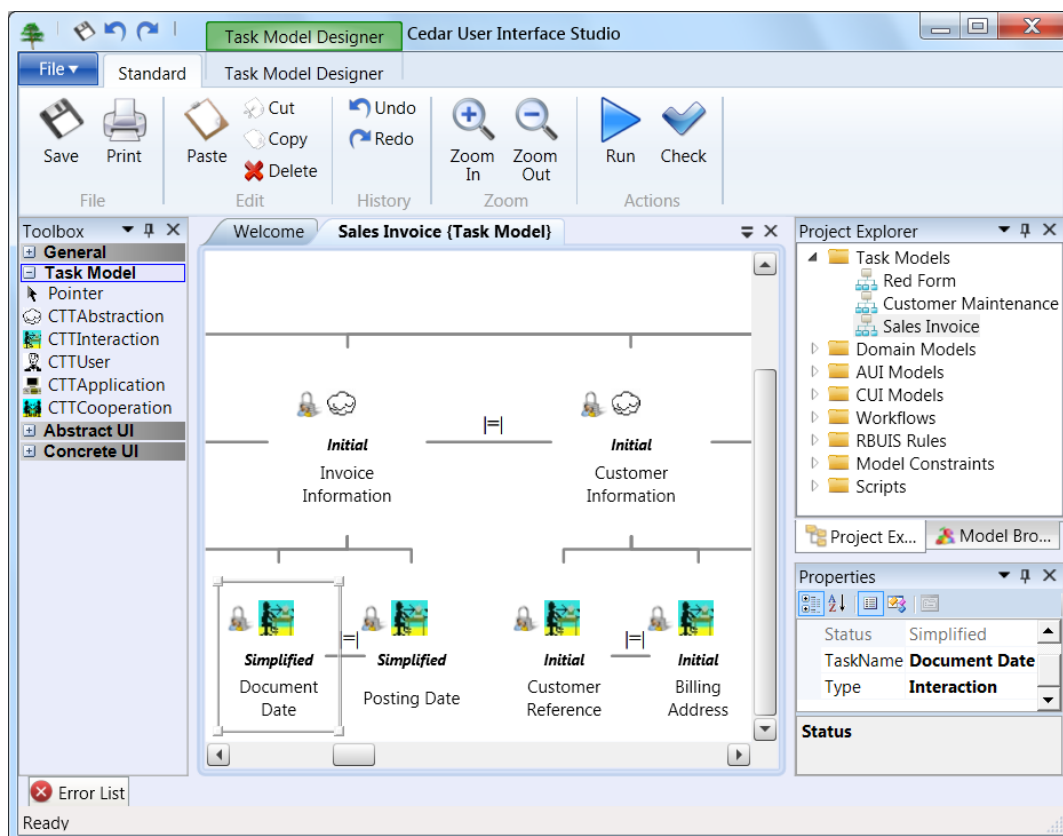 Task Model Designer Cedar User Interface Studio
File Standard Task Model Designer
Save Print Paste Cut Copy Delete Undo Redo Zoom In Zoom Out Run Check
File Edit History Zoom Actions
Toolbox
General
Task Model
Pointer
CTTAbstraction
CTTInteraction
CTTUser
CTTApplication
CTTCooperation
Abstract UI
Concrete UI
Welcome Sales Invoice {Task Model}
|=|
Initial Initial
Invoice Customer
Information Information
|=| |=|
Simplified Simplified Initial Initial
Document Posting Date Customer Billing
Date Reference Address
Project Explorer
Task Models
Red Form
Customer Maintenance
Sales Invoice
Domain Models
AUI Models
CUI Models
Workflows
RBUIS Rules
Model Constraints
Scripts
Project Ex... Model Bro...
Properties
Status Simplified
TaskName Document Date
Type Interaction
Status
Error List
Ready